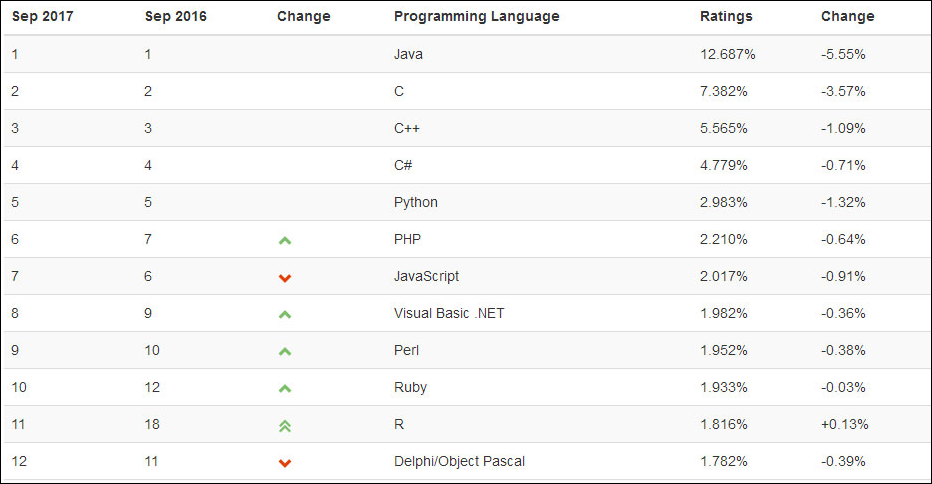 Sep 2017 Sep 2016 Change Programming Language Ratings Change
1 1 Java 12.687% -5.55%
2 2 C 7.382% -3.57%
3 3 C++ 5.565% -1.09%
4 4 C# 4.779% -0.71%
5 5 Python 2.983% -1.32%
6 7 PHP 2.210% -0.64%
7 6 JavaScript 2.017% -0.91%
8 9 Visual Basic .NET 1.982% -0.36%
9 10 Perl 1.952% -0.38%
10 12 Ruby 1.933% -0.03%
11 18 R 1.816% +0.13%
12 11 Delphi/Object Pascal 1.782% -0.39%